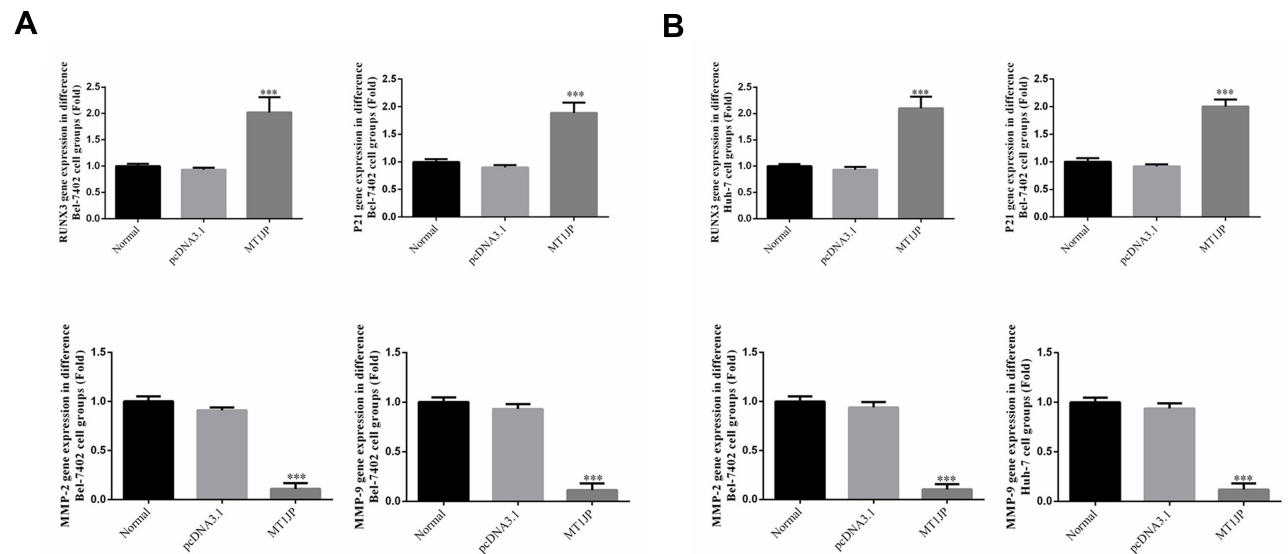 A
B
RUNX3 gene expression in difference
Bel-7402 cell groups (Fold)
2.5
2.0
1.5
1.0
0.5
0.0
***
Normal
pcDNA3.1
MT1JP
P21 gene expression in difference
Bel-7402 cell groups (Fold)
2.5
2.0
1.5
1.0
0.5
0.0
***
Normal
pcDNA3.1
MT1JP
RUNX3 gene expression in difference
Huh-7 cell groups (Fold)
2.5
2.0
1.5
1.0
0.5
0.0
***
Normal
pcDNA3.1
MT1JP
P21 gene expression in difference
Bel-7402 cell groups (Fold)
2.5
2.0
1.5
1.0
0.5
0.0
***
Normal
pcDNA3.1
MT1JP
MMP-2 gene expression in difference
Bel-7402 cell groups (Fold)
1.5
1.0
0.5
0.0
***
Normal
pcDNA3.1
MT1JP
MMP-9 gene expression in difference
Bel-7402 cell groups (Fold)
1.5
1.0
0.5
0.0
***
Normal
pcDNA3.1
MT1JP
MMP-2 gene expression in difference
Bel-7402 cell groups (Fold)
1.5
1.0
0.5
0.0
***
Normal
pcDNA3.1
MT1JP
MMP-9 gene expression in difference
Huh-7 cell groups (Fold)
1.5
1.0
0.5
0.0
***
Normal
pcDNA3.1
MT1JP